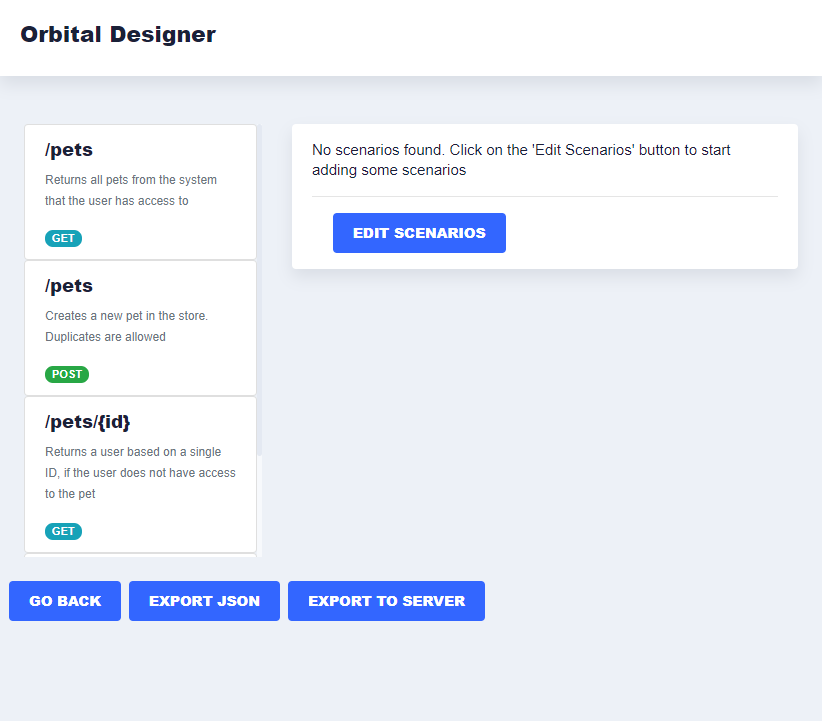 Orbital Designer
/pets
Returns all pets from the system
that the user has access to
GET
/pets
Creates a new pet in the store.
Duplicates are allowed
POST
/pets/{id}
Returns a user based on a single
ID, if the user does not have access
to the pet
GET
No scenarios found. Click on the 'Edit Scenarios' button to start
adding some scenarios
EDIT SCENARIOS
GO BACK
EXPORT JSON
EXPORT TO SERVER